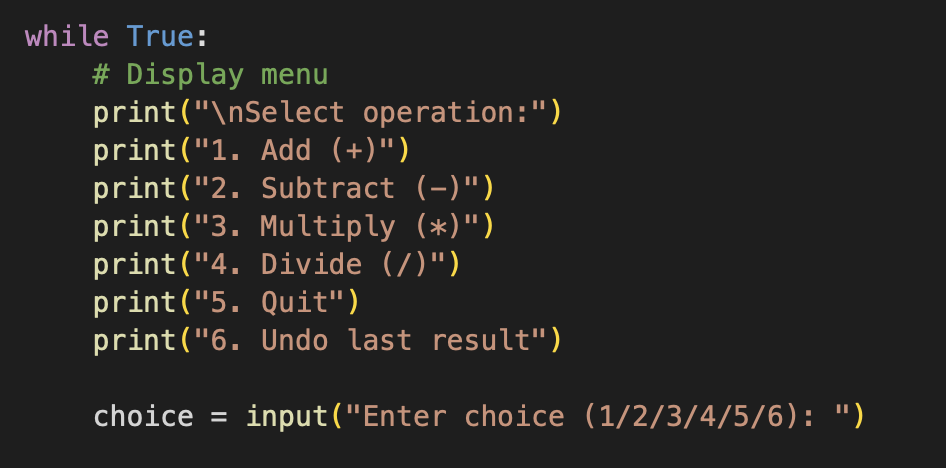 while True:
    # Display menu
    print("\nSelect operation:")
    print("1. Add (+)")
    print("2. Subtract (-)")
    print("3. Multiply (*)")
    print("4. Divide (/)")
    print("5. Quit")
    print("6. Undo last result")

    choice = input("Enter choice (1/2/3/4/5/6): ")